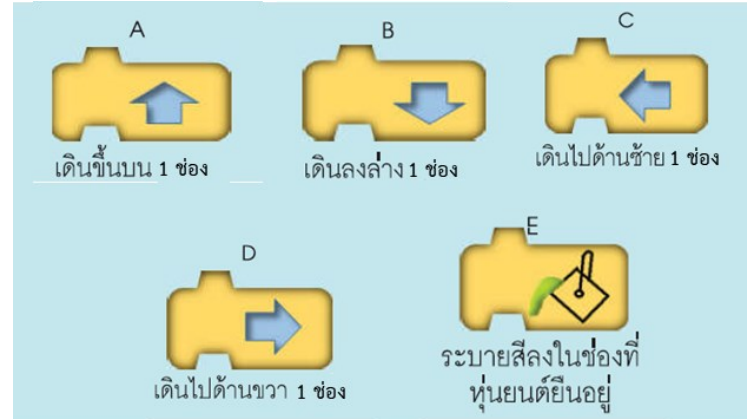 A
เดินขึ้นบน 1 ช่อง
B
เดินลงล่าง 1 ช่อง
C
เดินไปด้านซ้าย 1 ช่อง
D
เดินไปด้านขวา 1 ช่อง
E
ระบายสีลงในช่องที่
หุ่นยนต์ยืนอยู่